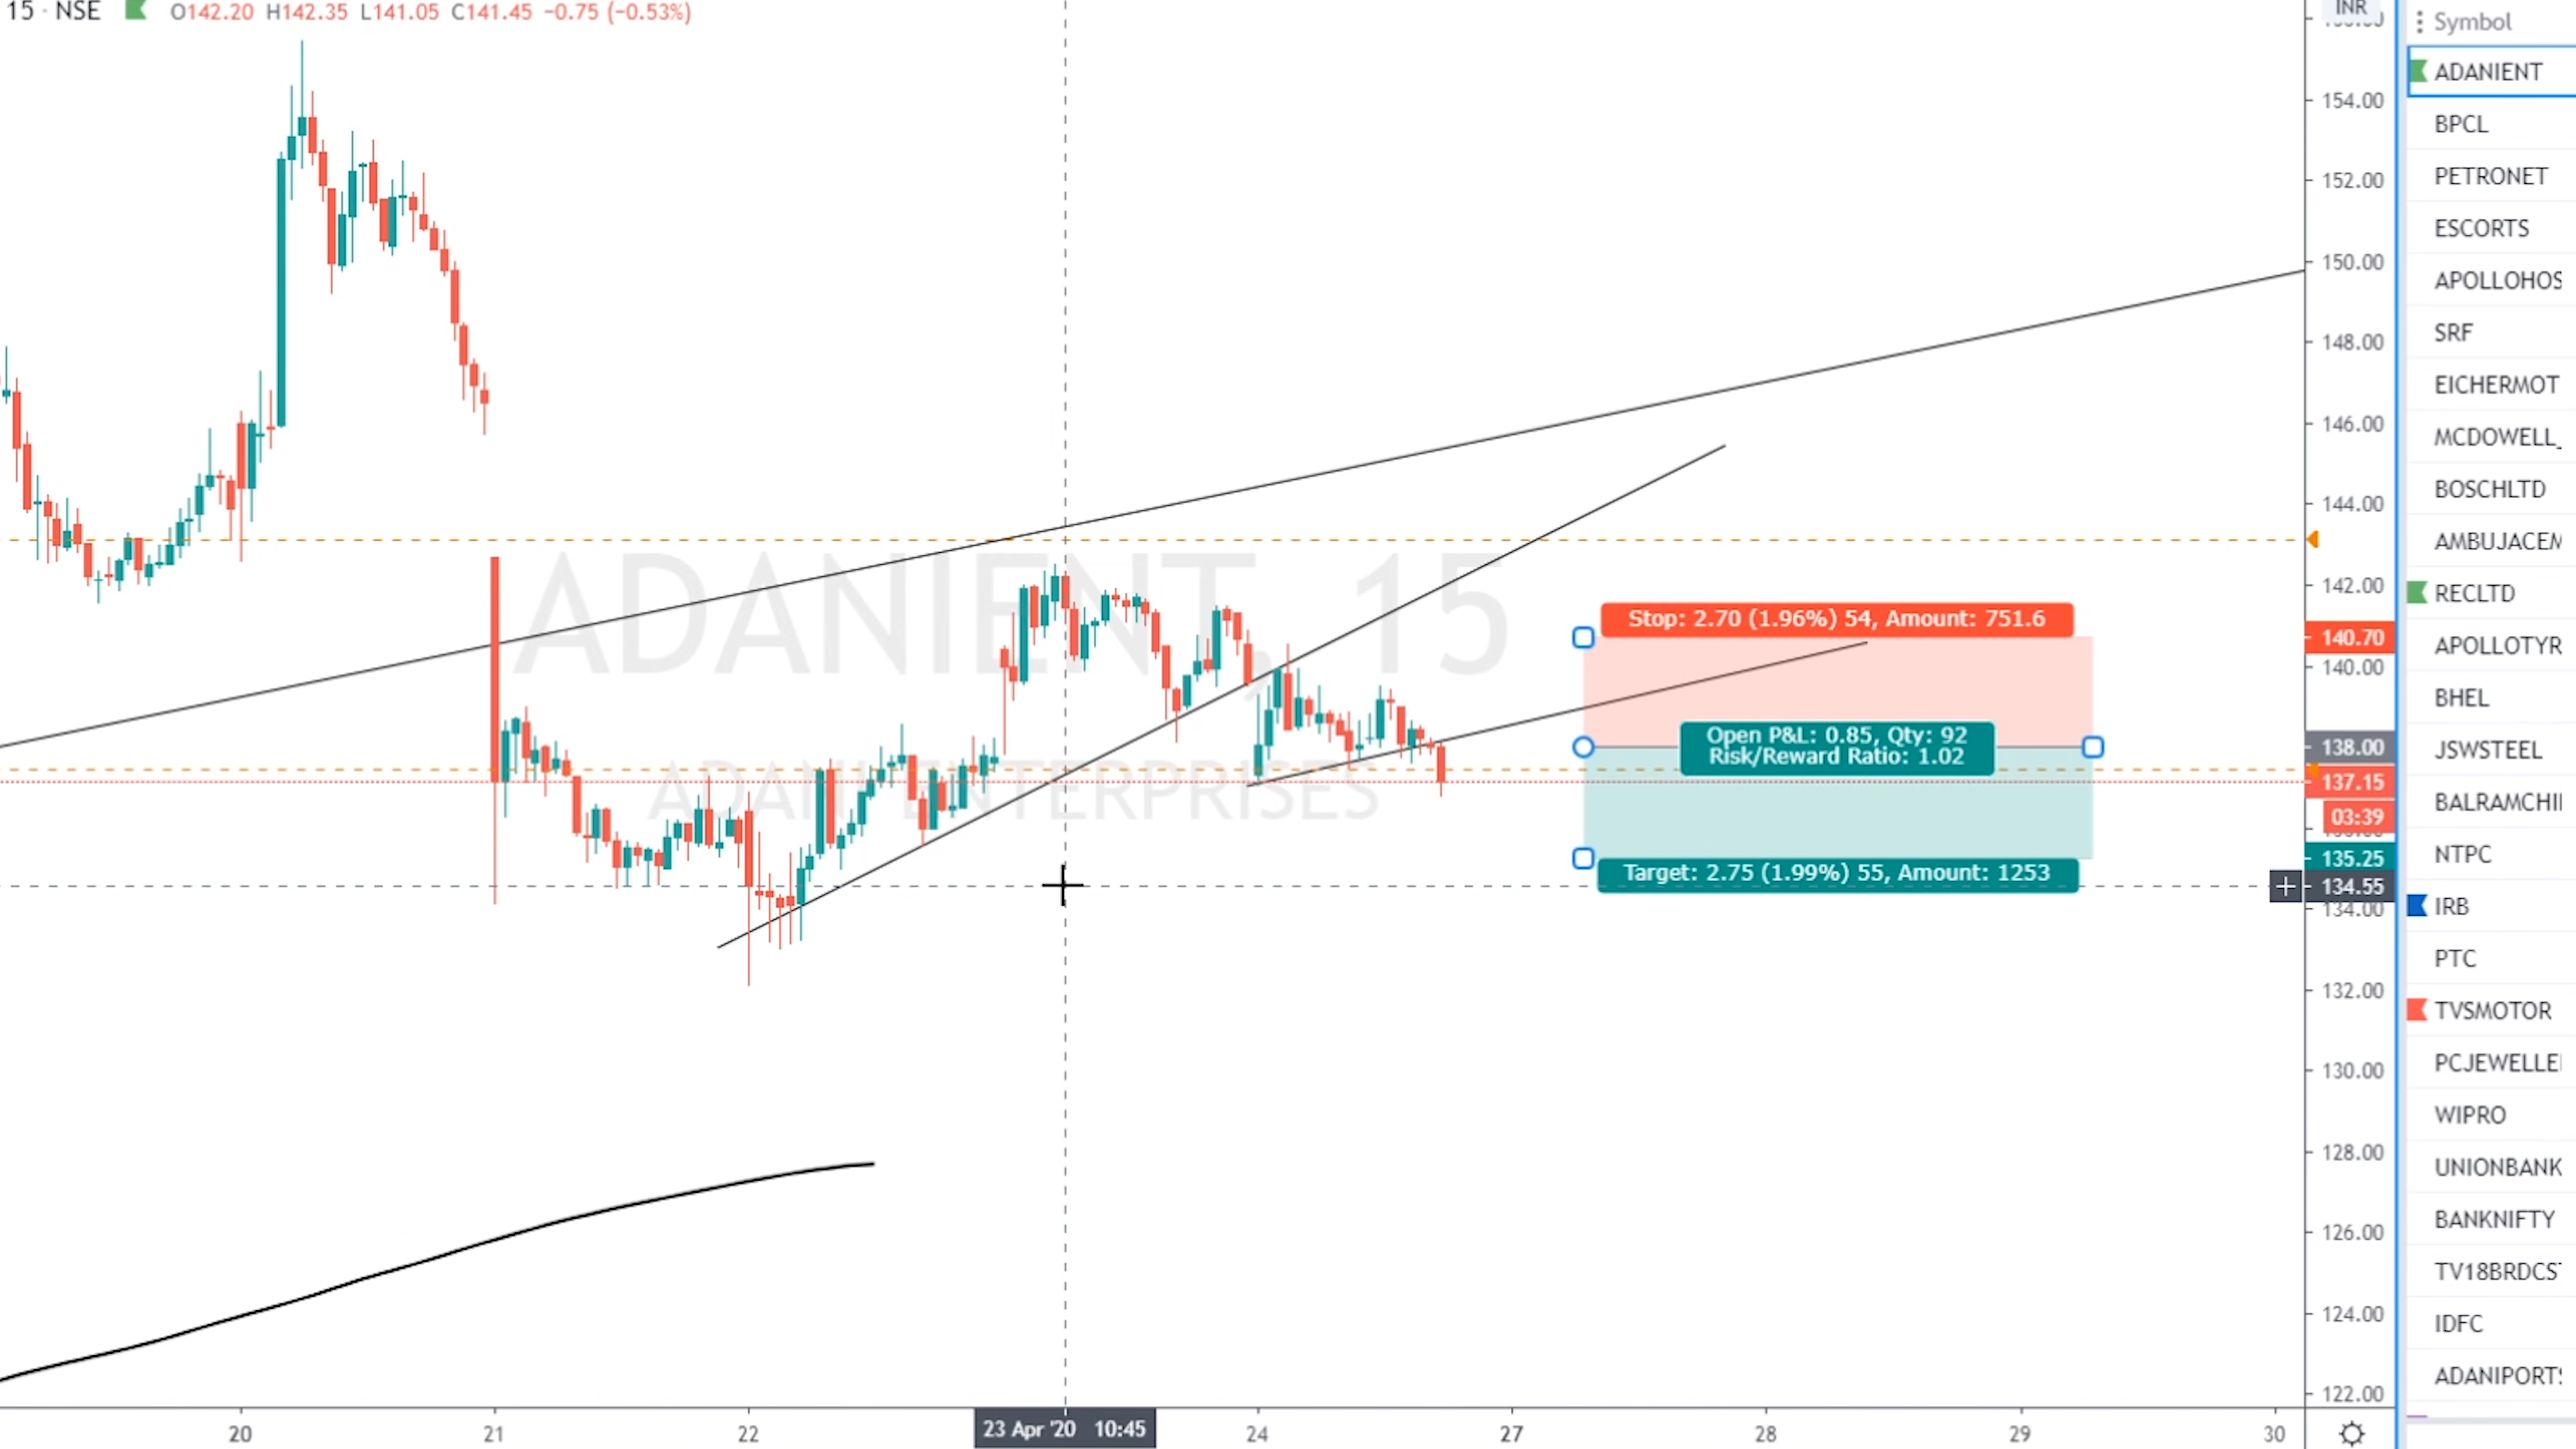 15 · NSE O142.20 H142.35 L141.05 C141.45 −0.75 (−0.53%)
INR
154.00
152.00
150.00
148.00
146.00
144.00
142.00
140.70
140.00
138.00
137.15
03:39
135.25
134.55
134.00
132.00
130.00
128.00
126.00
124.00
122.00
ADANIENT, 15
ADANI ENTERPRISES
Stop: 2.70 (1.96%) 54, Amount: 751.6
Open P&L: 0.85, Qty: 92
Risk/Reward Ratio: 1.02
Target: 2.75 (1.99%) 55, Amount: 1253
20 21 22 23 Apr '20 10:45 24 27 28 29 30
Symbol
ADANIENT
BPCL
PETRONET
ESCORTS
APOLLOHOS
SRF
EICHERMOT
MCDOWELL_
BOSCHLTD
AMBUJACEM
RECLTD
APOLLOTYR
BHEL
JSWSTEEL
BALRAMCHI
NTPC
IRB
PTC
TVSMOTOR
PCJEWELLE
WIPRO
UNIONBANK
BANKNIFTY
TV18BRDCS
IDFC
ADANIPORT